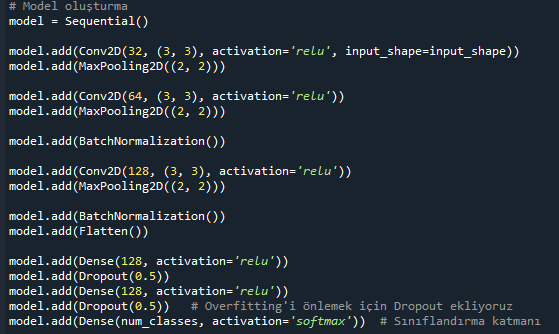 # Model oluşturma
model = Sequential()
model.add(Conv2D(32, (3, 3), activation='relu', input_shape=input_shape))
model.add(MaxPooling2D((2, 2)))
model.add(Conv2D(64, (3, 3), activation='relu'))
model.add(MaxPooling2D((2, 2)))
model.add(BatchNormalization())
model.add(Conv2D(128, (3, 3), activation='relu'))
model.add(MaxPooling2D((2, 2)))
model.add(BatchNormalization())
model.add(Flatten())
model.add(Dense(128, activation='relu'))
model.add(Dropout(0.5))
model.add(Dense(128, activation='relu'))
model.add(Dropout(0.5))   # Overfitting'i önlemek için Dropout ekliyoruz
model.add(Dense(num_classes, activation='softmax'))  # Sınıflandırma katmanı